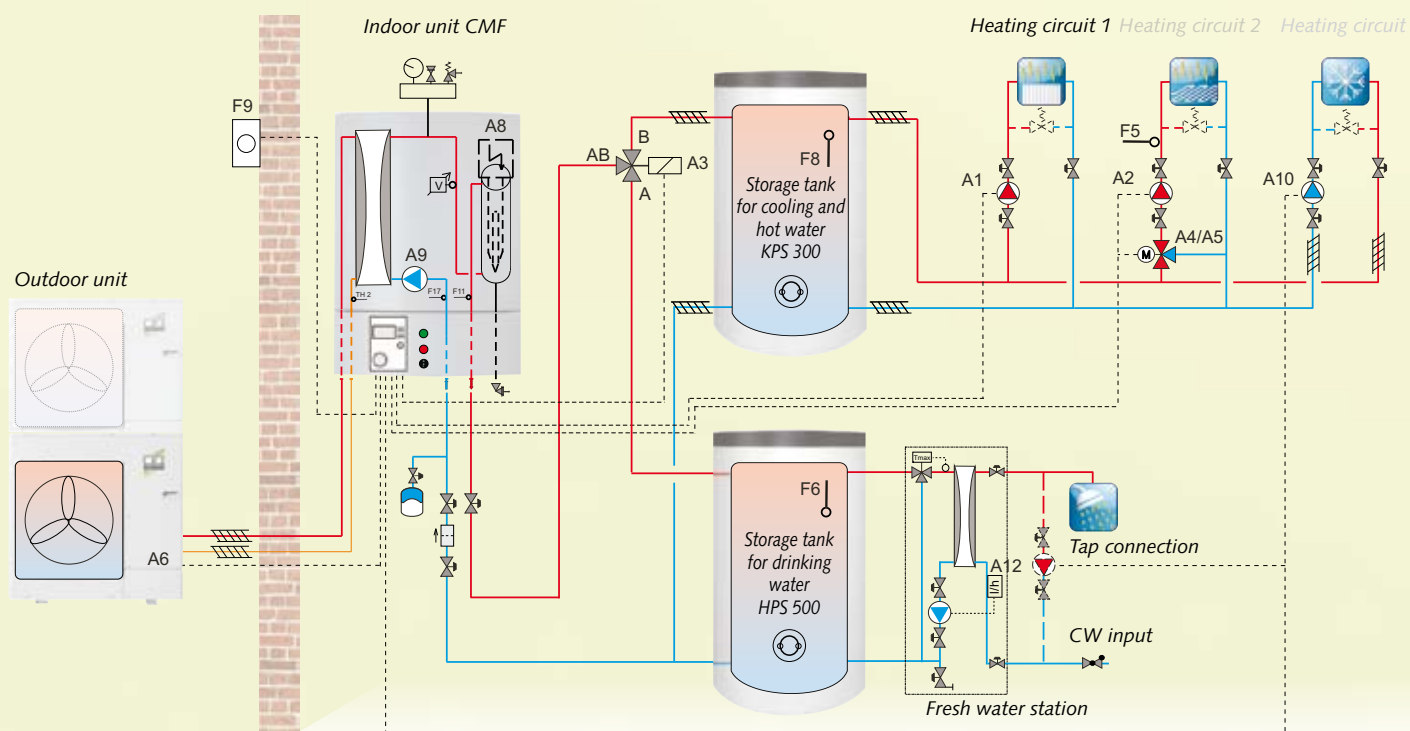 Indoor unit CMF
Heating circuit 1
Heating circuit 2
Heating circuit
F9
A8
B
AB
A3
A
F8
Storage tank
for cooling and
hot water
KPS 300
F5
A1
A2
A10
V
A4/A5
M
A9
TH 2
F17
F11
Outdoor unit
Tmax
F6
Storage tank
for drinking
water
HPS 500
Tap connection
A12
l/h
A6
CW input
Fresh water station